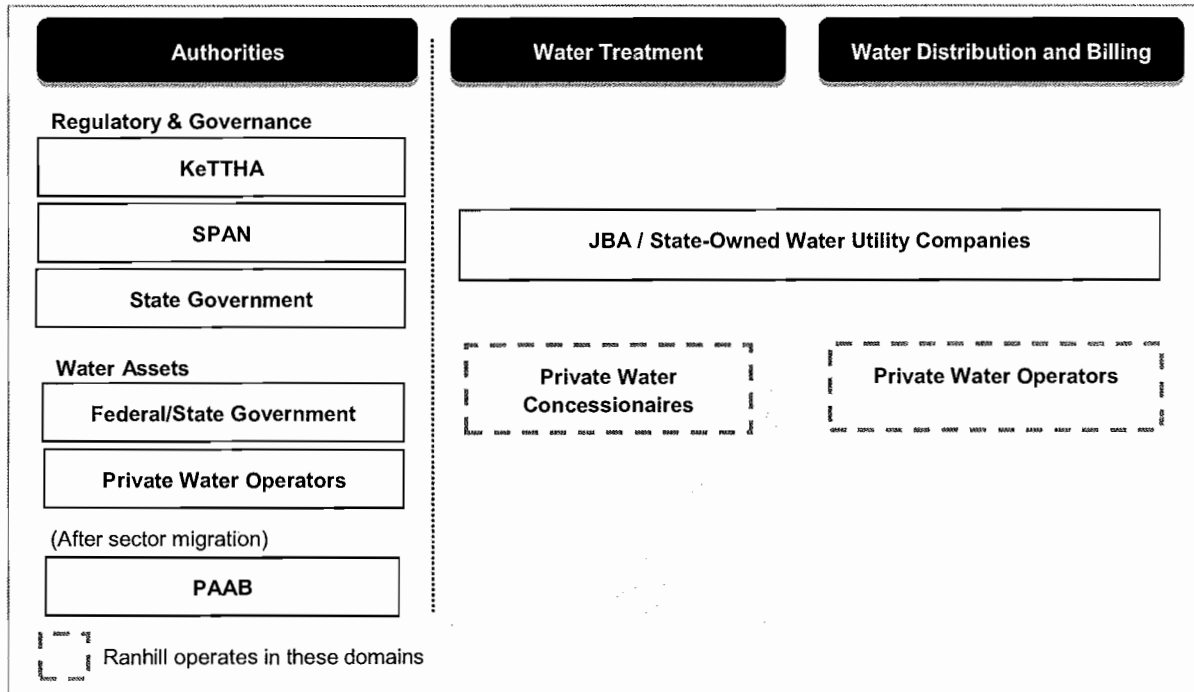 Authorities
Water Treatment
Water Distribution and Billing
Regulatory & Governance
KeTTHA
SPAN
State Government
JBA / State-Owned Water Utility Companies
Water Assets
Federal/State Government
Private Water Operators
Private Water
Concessionaires
Private Water Operators
(After sector migration)
PAAB
Ranhill operates in these domains